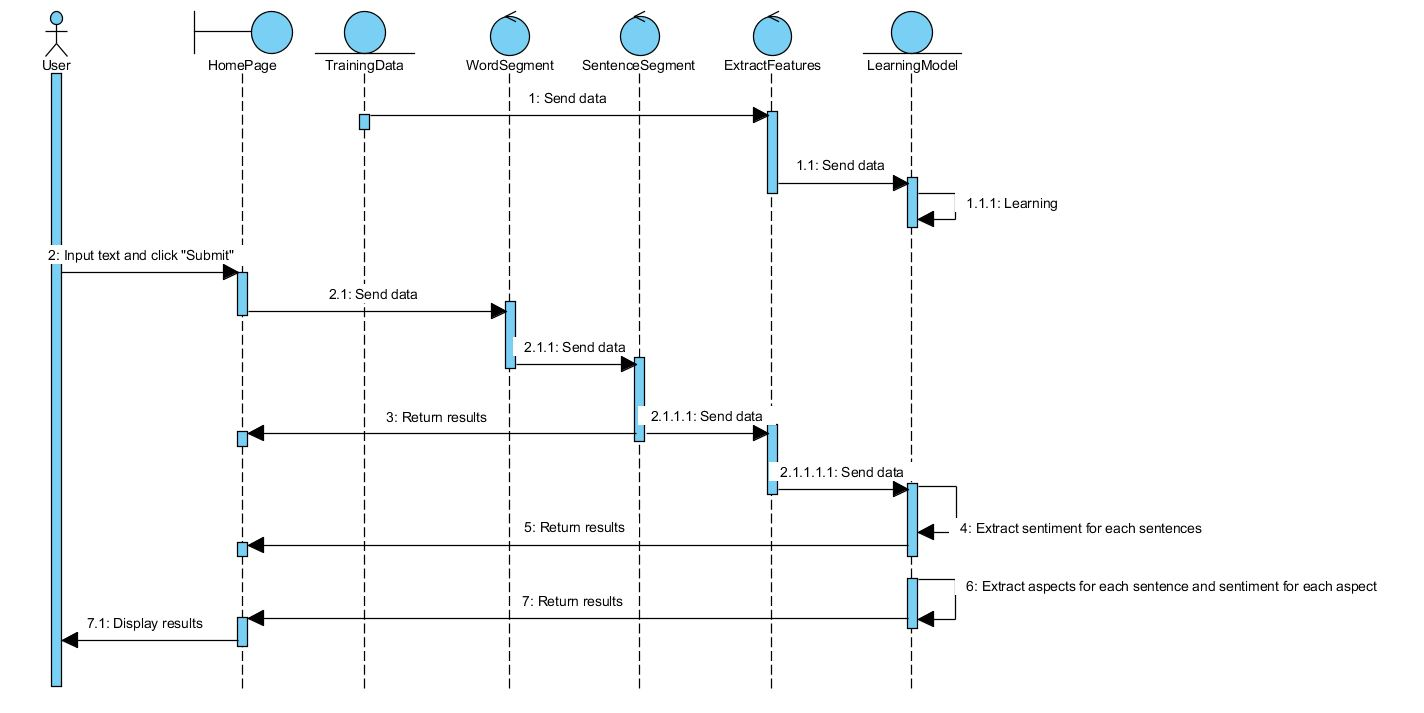 User
HomePage
TrainingData
WordSegment
SentenceSegment
ExtractFeatures
LearningModel
1: Send data
1.1: Send data
1.1.1: Learning
2: Input text and click "Submit"
2.1: Send data
2.1.1: Send data
3: Return results
2.1.1.1: Send data
2.1.1.1.1: Send data
5: Return results
4: Extract sentiment for each sentences
6: Extract aspects for each sentence and sentiment for each aspect
7: Return results
7.1: Display results